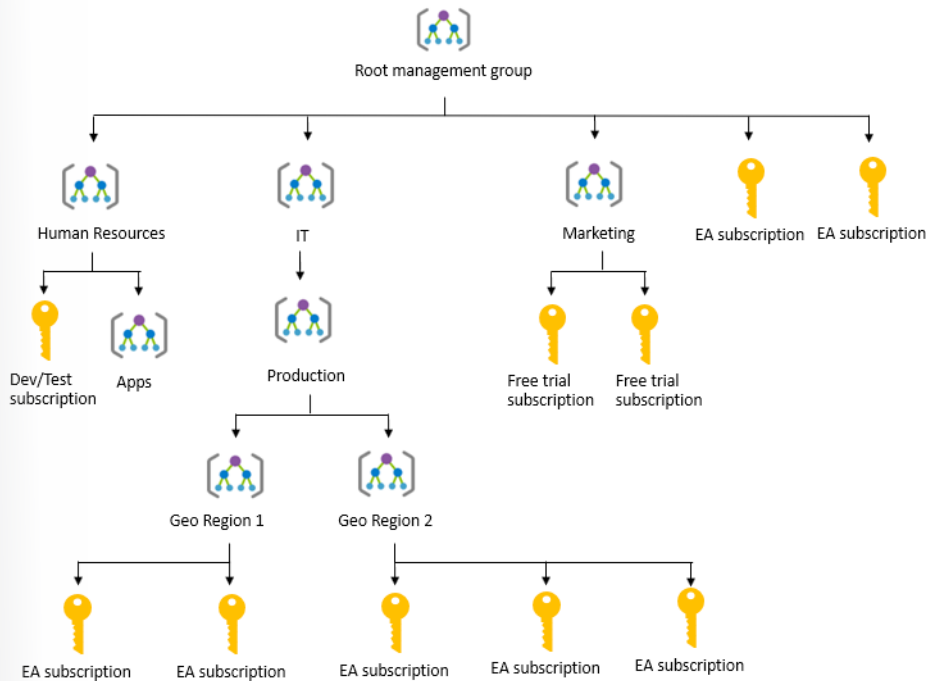 Root management group
Human Resources
IT
Marketing
EA subscription
EA subscription
Dev/Test
subscription
Apps
Production
Free trial
subscription
Free trial
subscription
Geo Region 1
Geo Region 2
EA subscription
EA subscription
EA subscription
EA subscription
EA subscription